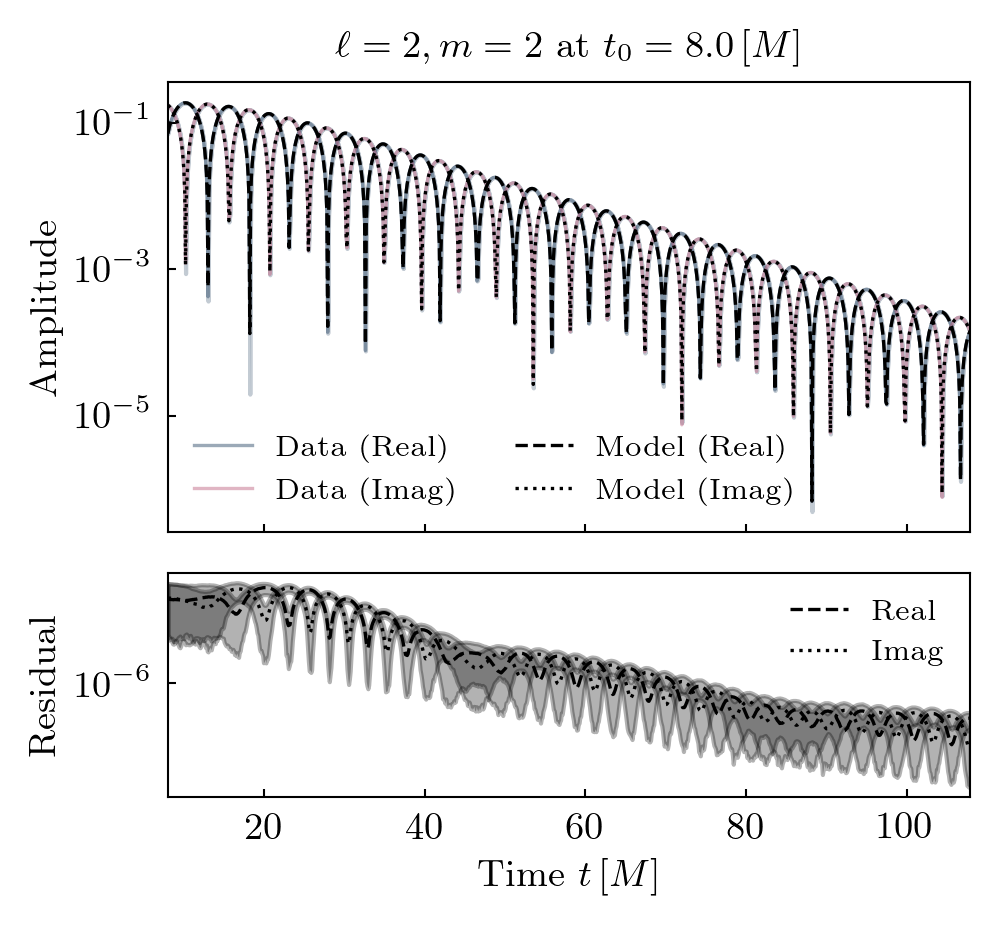 ℓ = 2, m = 2 at t₀ = 8.0 [M]
Amplitude
10⁻¹
10⁻³
10⁻⁵
Data (Real)
Data (Imag)
Model (Real)
Model (Imag)
Residual
10⁻⁶
Real
Imag
20 40 60 80 100
Time t [M]